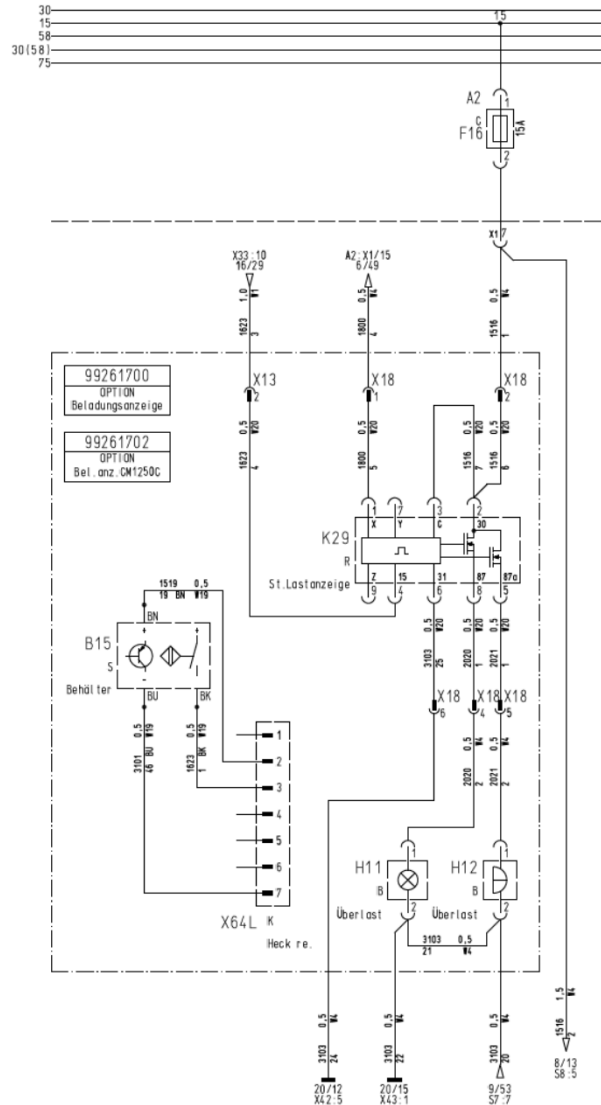 30
15
58
30(58)
75
15
A2
1
C
F16
15A
2
X1
7
X33:10
16/29
A2:X1/15
6/49
1,0
W1
1623
3
0,5
W4
1800
4
0,5
W4
1516
1
99261700
OPTION
Beladungsanzeige
99261702
OPTION
Bel.anz.CM1250C
X13
2
X18
1
X18
2
0,5
W20
1623
4
0,5
W20
1800
5
0,5
W20
1516
7
0,5
W20
1516
6
1
7
3
2
X
Y
C
30
K29
R
St.Lastanzeige
Z
15
31
87
87a
9
4
6
8
5
1519
0,5
19
BN
W19
BN
B15
S
Behälter
+
+
-
BU
BK
0,5
W19
3101
46
BU
0,5
W19
1623
1
BK
0,5
W20
3103
25
0,5
W20
2020
1
0,5
W20
2021
1
X18
6
X18
4
X18
5
0,5
W4
2020
2
0,5
W4
2021
2
1
2
3
4
5
6
7
X64L
K
Heck re.
H11
B
1
2
Überlast
H12
B
1
2
Überlast
3103
0,5
21
W4
0,5
W4
3103
24
0,5
W4
3103
22
0,5
W4
3103
20
1,5
W4
1516
2
20/12
X42:5
20/15
X43:1
9/53
S7:7
8/13
S8:5